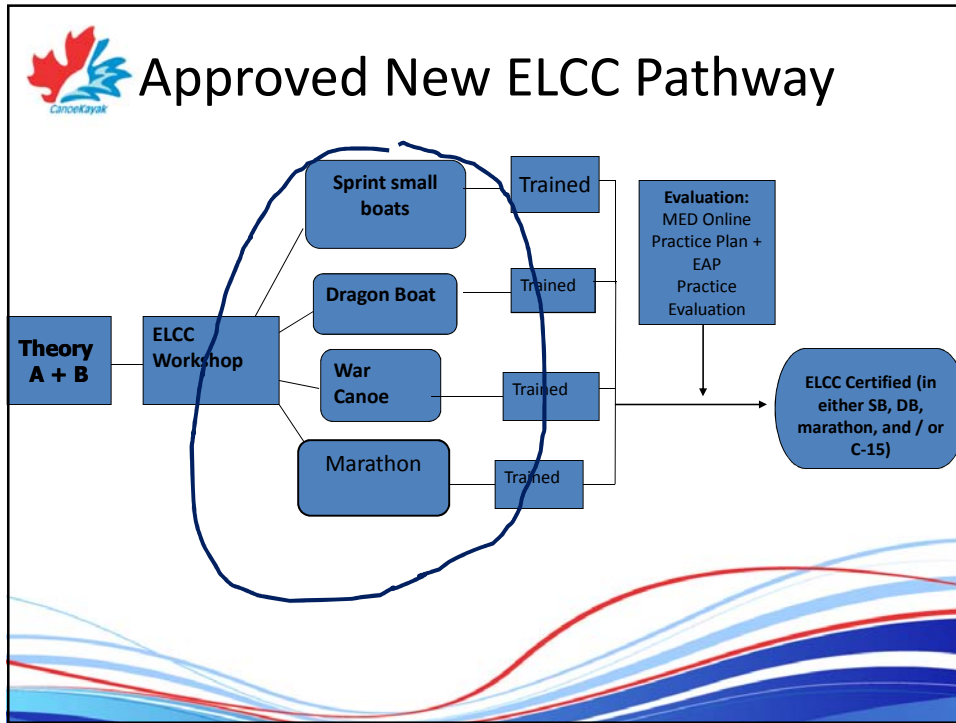 CanoeKayak
Approved New ELCC Pathway
Theory
A + B
ELCC
Workshop
Sprint small
boats
Trained
Dragon Boat
Trained
War
Canoe
Trained
Marathon
Trained
Evaluation:
MED Online
Practice Plan +
EAP
Practice
Evaluation
ELCC Certified (in
either SB, DB,
marathon, and / or
C-15)